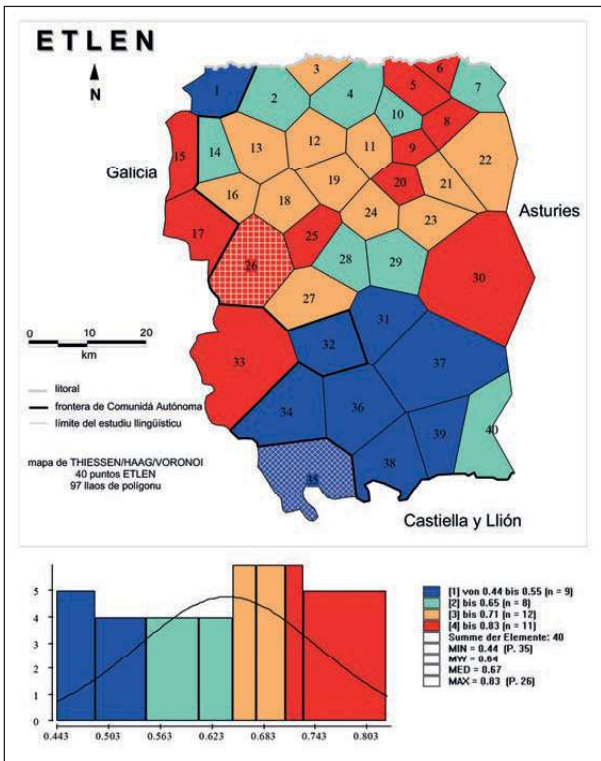 ETLEN
N
1
2
3
4
5
6
7
8
9
10
11
12
13
14
15
16
17
18
19
20
21
22
23
24
25
26
27
28
29
30
31
32
33
34
35
36
37
38
39
40
Galicia
Asturies
Castiella y Llión
0 10 20
km
litoral
frontera de Comunidá Autónoma
límite del estudiu llingüísticu
mapa de THIESSEN/HAAG/VORONOI
40 puntos ETLEN
97 llaos de polígonu
5
4
3
2
1
0
0.443 0.503 0.563 0.623 0.683 0.743 0.803
[1] von 0.44 bis 0.55 (n = 9)
[2] bis 0.65 (n = 8)
[3] bis 0.71 (n = 12)
[4] bis 0.83 (n = 11)
Summe der Elemente: 40
MIN = 0.44 (P. 35)
MW = 0.64
MED = 0.67
MAX = 0.83 (P. 26)